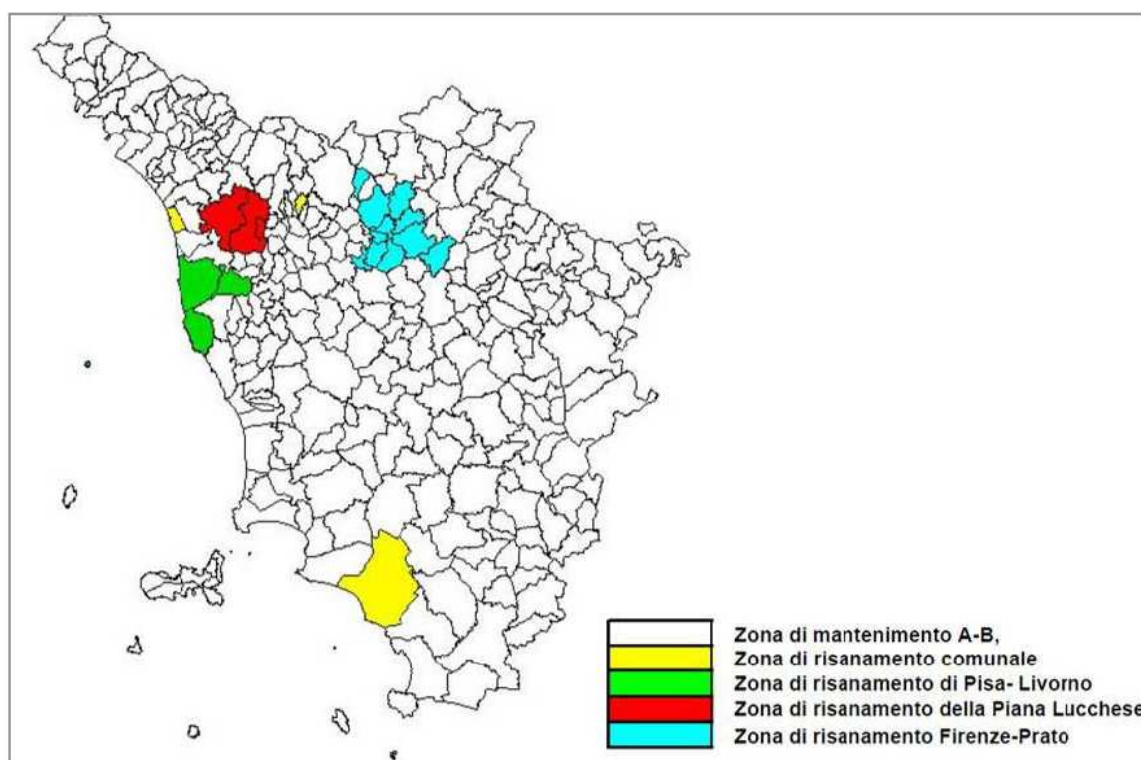 Zona di mantenimento A-B,
Zona di risanamento comunale
Zona di risanamento di Pisa- Livorno
Zona di risanamento della Piana Lucchese
Zona di risanamento Firenze-Prato